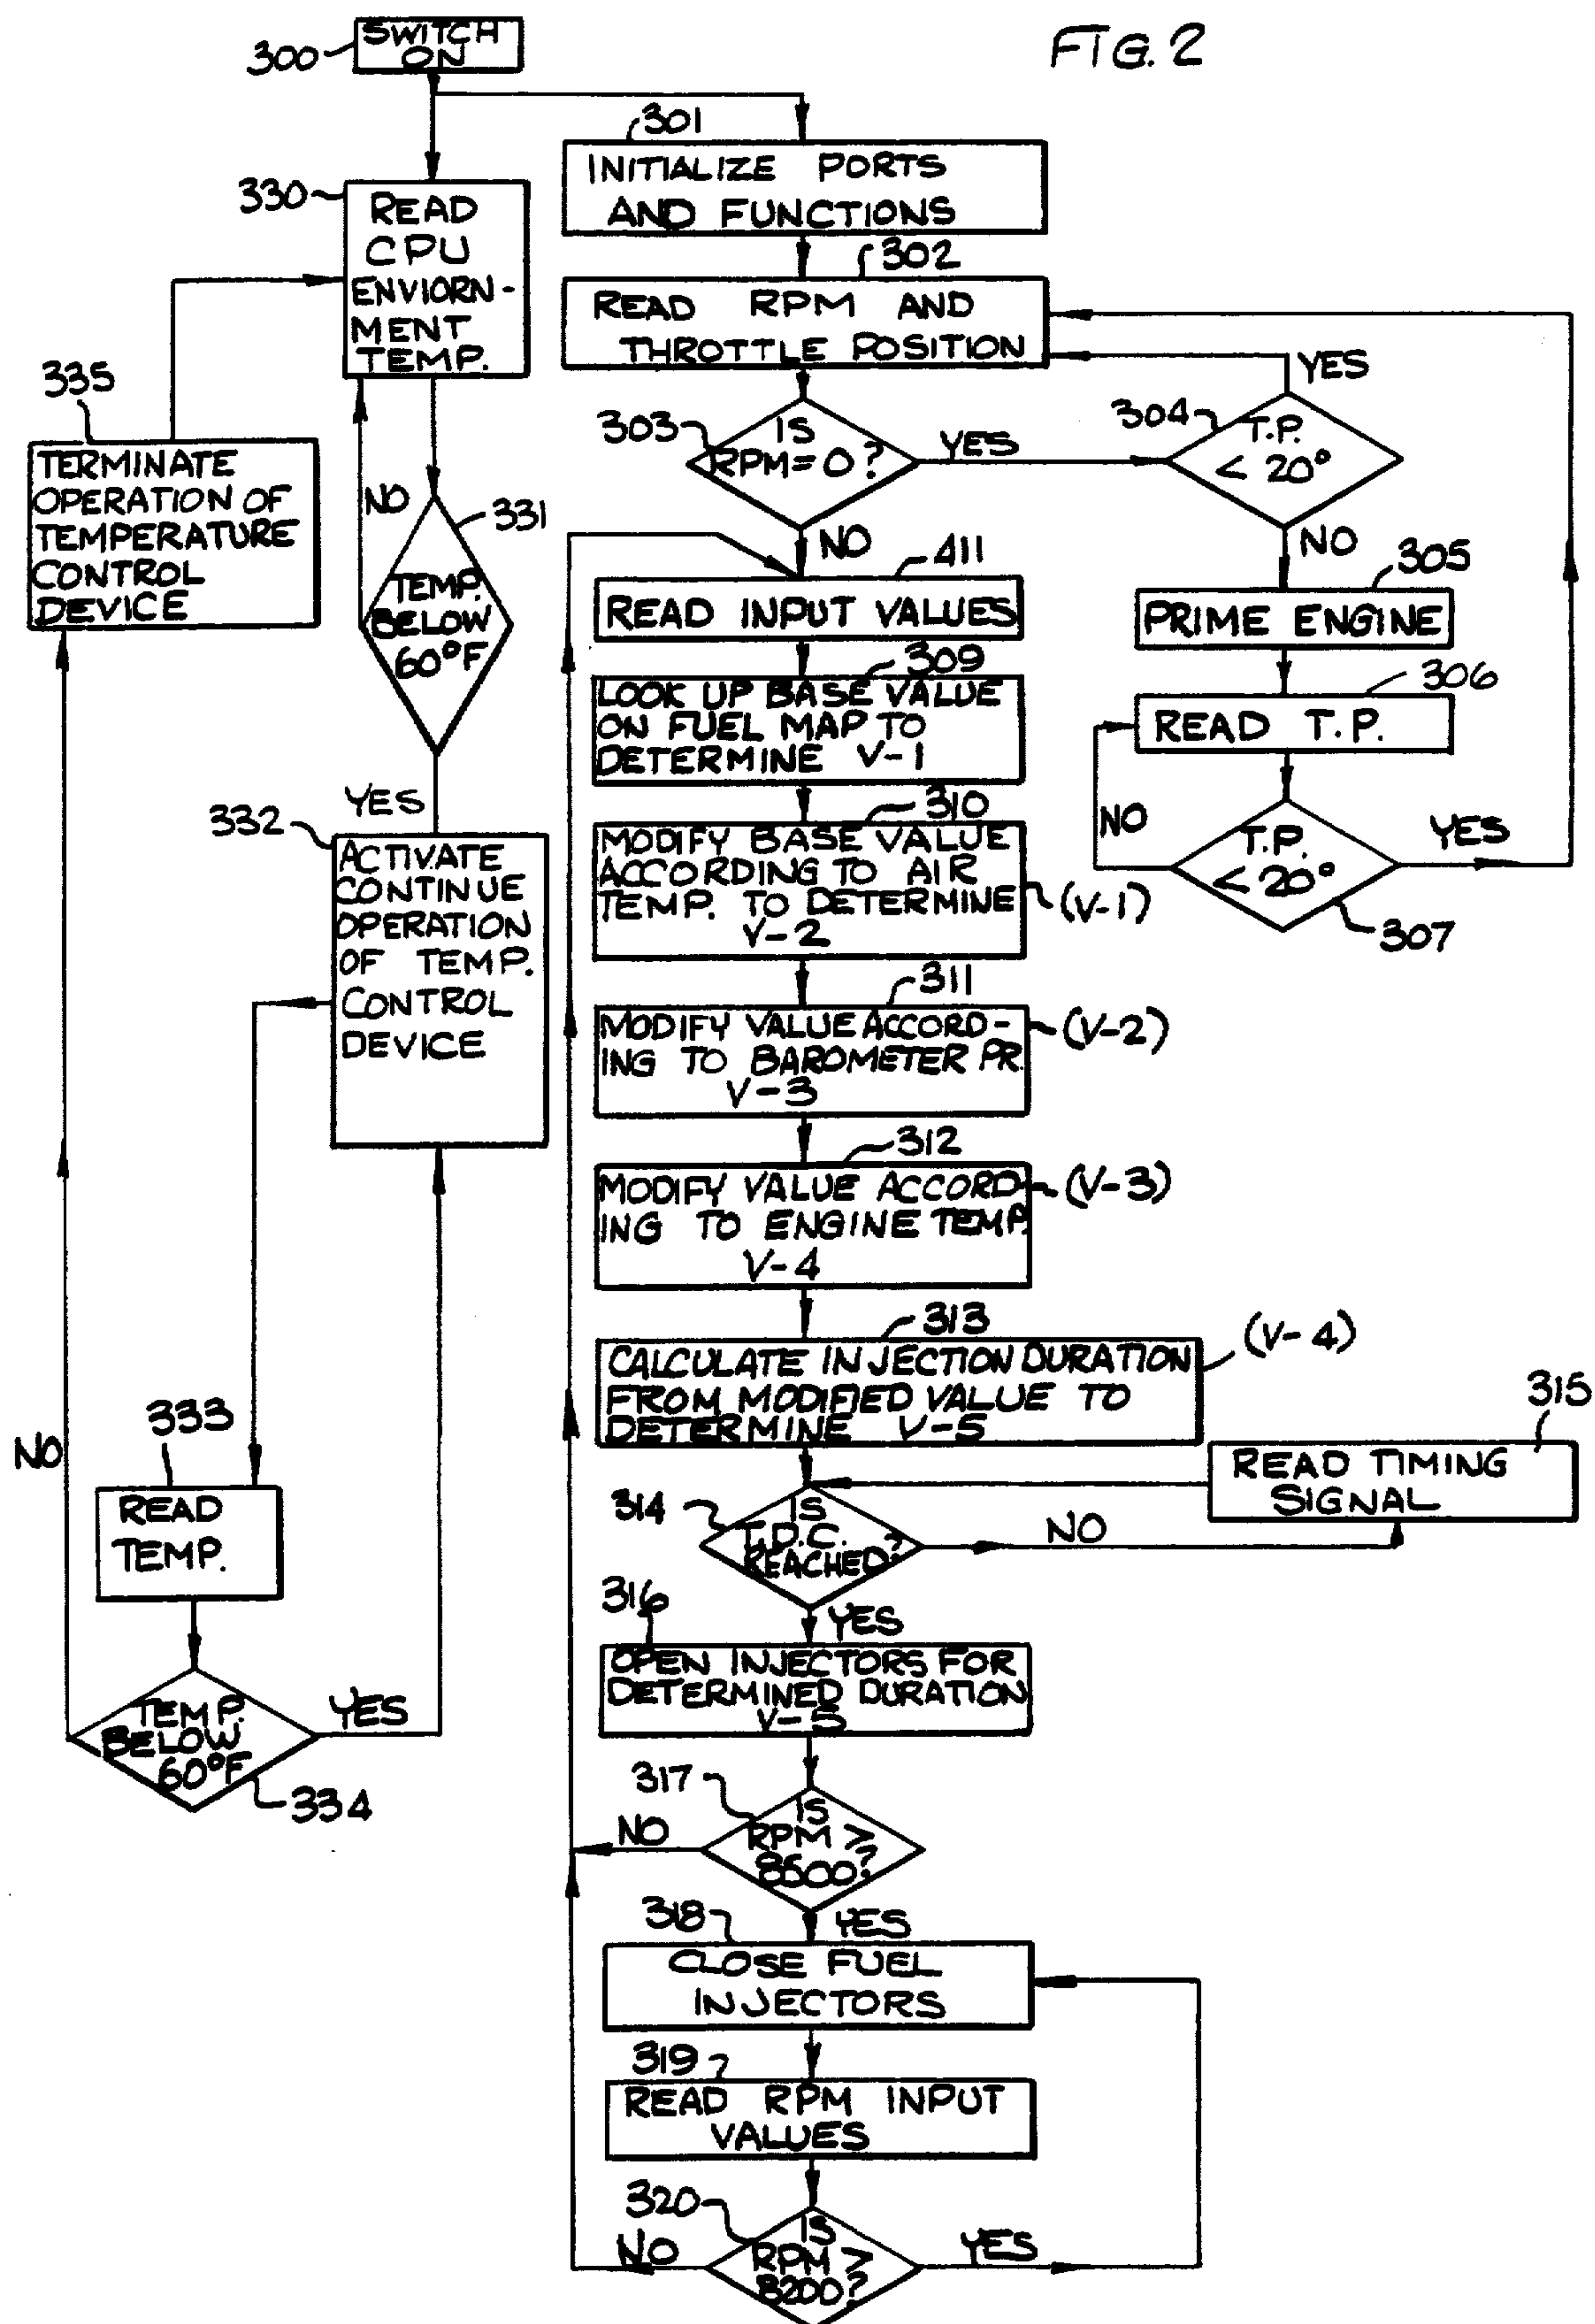 FIG. 2
300
SWITCH
ON
301
INITIALIZE PORTS
AND FUNCTIONS
330
READ
CPU
ENVIORN-
MENT
TEMP.
302
READ RPM AND
THROTTLE POSITION
335
TERMINATE
OPERATION OF
TEMPERATURE
CONTROL
DEVICE
NO
331
TEMP.
BELOW
60°F
YES
332
ACTIVATE
CONTINUE
OPERATION
OF TEMP.
CONTROL
DEVICE
333
READ
TEMP.
NO
TEMP.
BELOW
60°F
YES
334
303
IS
RPM=0?
YES
304
T.P.
< 20°
YES
NO
305
PRIME ENGINE
306
READ T.P.
NO
T.P.
< 20°
YES
307
NO
411
READ INPUT VALUES
309
LOOK UP BASE VALUE
ON FUEL MAP TO
DETERMINE V-1
310
MODIFY BASE VALUE
ACCORDING TO AIR
TEMP. TO DETERMINE
V-2
(V-1)
311
MODIFY VALUE ACCORD-
ING TO BAROMETER PR.
V-3
(V-2)
312
MODIFY VALUE ACCORD-
ING TO ENGINE TEMP.
V-4
(V-3)
313
CALCULATE INJECTION DURATION
FROM MODIFIED VALUE TO
DETERMINE V-5
(V-4)
315
READ TIMING
SIGNAL
314
IS
T.D.C.
REACHED?
NO
YES
316
OPEN INJECTORS FOR
DETERMINED DURATION
V-5
317
IS
RPM >
8500?
NO
YES
318
CLOSE FUEL
INJECTORS
319
READ RPM INPUT
VALUES
320
IS
RPM >
8200?
NO
YES